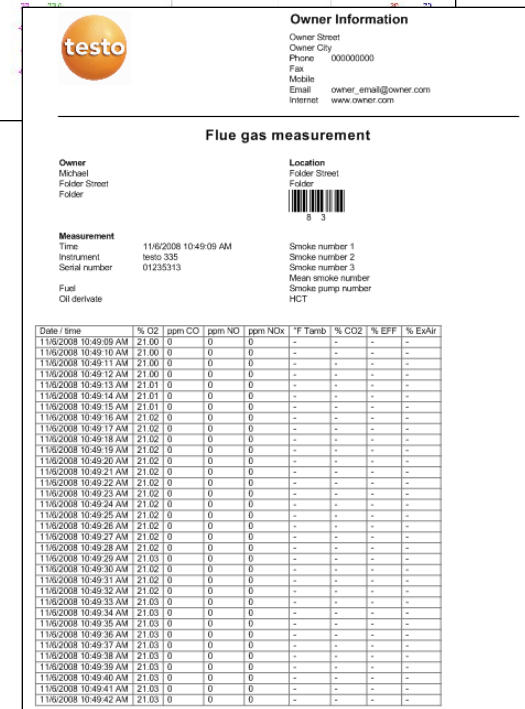 testo
Owner Information
Owner Street
Owner City
Phone 000000000
Fax
Mobile
Email owner_email@owner.com
Internet www.owner.com
Flue gas measurement
Owner
Michael
Folder Street
Folder
Location
Folder Street
Folder
8 3
Measurement
Time 11/6/2008 10:49:09 AM
Instrument testo 335
Serial number 01235313
Fuel
Oil derivate
Smoke number 1
Smoke number 2
Smoke number 3
Mean smoke number
Smoke pump number
HCT
Date / time % O2 ppm CO ppm NO ppm NOx °F Tamb % CO2 % EFF % ExAir
11/6/2008 10:49:09 AM 21.00 0 0 0 - - - -
11/6/2008 10:49:10 AM 21.00 0 0 0 - - - -
11/6/2008 10:49:11 AM 21.00 0 0 0 - - - -
11/6/2008 10:49:12 AM 21.00 0 0 0 - - - -
11/6/2008 10:49:13 AM 21.01 0 0 0 - - - -
11/6/2008 10:49:14 AM 21.01 0 0 0 - - - -
11/6/2008 10:49:15 AM 21.01 0 0 0 - - - -
11/6/2008 10:49:16 AM 21.02 0 0 0 - - - -
11/6/2008 10:49:17 AM 21.02 0 0 0 - - - -
11/6/2008 10:49:18 AM 21.02 0 0 0 - - - -
11/6/2008 10:49:19 AM 21.02 0 0 0 - - - -
11/6/2008 10:49:20 AM 21.02 0 0 0 - - - -
11/6/2008 10:49:21 AM 21.02 0 0 0 - - - -
11/6/2008 10:49:22 AM 21.02 0 0 0 - - - -
11/6/2008 10:49:23 AM 21.02 0 0 0 - - - -
11/6/2008 10:49:24 AM 21.02 0 0 0 - - - -
11/6/2008 10:49:25 AM 21.02 0 0 0 - - - -
11/6/2008 10:49:26 AM 21.02 0 0 0 - - - -
11/6/2008 10:49:27 AM 21.02 0 0 0 - - - -
11/6/2008 10:49:28 AM 21.02 0 0 0 - - - -
11/6/2008 10:49:29 AM 21.03 0 0 0 - - - -
11/6/2008 10:49:30 AM 21.02 0 0 0 - - - -
11/6/2008 10:49:31 AM 21.02 0 0 0 - - - -
11/6/2008 10:49:32 AM 21.02 0 0 0 - - - -
11/6/2008 10:49:33 AM 21.03 0 0 0 - - - -
11/6/2008 10:49:34 AM 21.03 0 0 0 - - - -
11/6/2008 10:49:35 AM 21.03 0 0 0 - - - -
11/6/2008 10:49:36 AM 21.03 0 0 0 - - - -
11/6/2008 10:49:37 AM 21.03 0 0 0 - - - -
11/6/2008 10:49:38 AM 21.03 0 0 0 - - - -
11/6/2008 10:49:39 AM 21.03 0 0 0 - - - -
11/6/2008 10:49:40 AM 21.03 0 0 0 - - - -
11/6/2008 10:49:41 AM 21.03 0 0 0 - - - -
11/6/2008 10:49:42 AM 21.03 0 0 0 - - - -